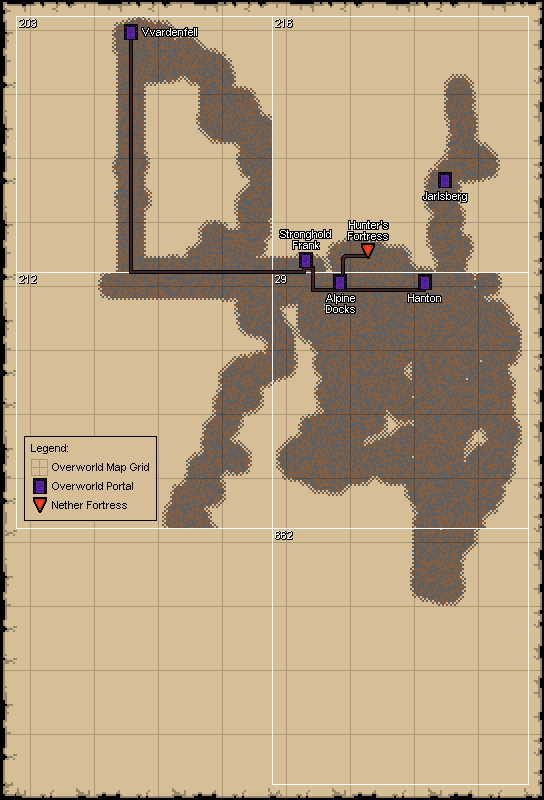 203
216
Vvardenfell
Jarlsberg
Hunter's
Fortress
Stronghold
Frank
212
29
Alpine
Docks
Hanton
Legend:
Overworld Map Grid
Overworld Portal
Nether Fortress
662